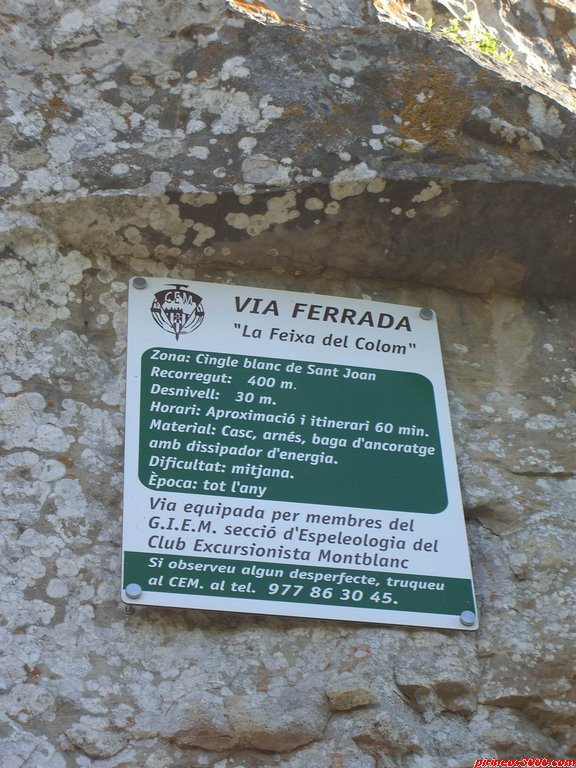 C.E.M.
VIA FERRADA
"La Feixa del Colom"
Zona: Cingle blanc de Sant Joan
Recorregut: 400 m.
Desnivell: 30 m.
Horari: Aproximació i itinerari 60 min.
Material: Casc, arnés, baga d'ancoratge
amb dissipador d'energia.
Dificultat: mitjana.
Època: tot l'any
Via equipada per membres del
G.I.E.M. secció d'Espeleologia del
Club Excursionista Montblanc
Si observeu algun desperfecte, truqueu
al CEM. al tel. 977 86 30 45.
pirineos3000.com